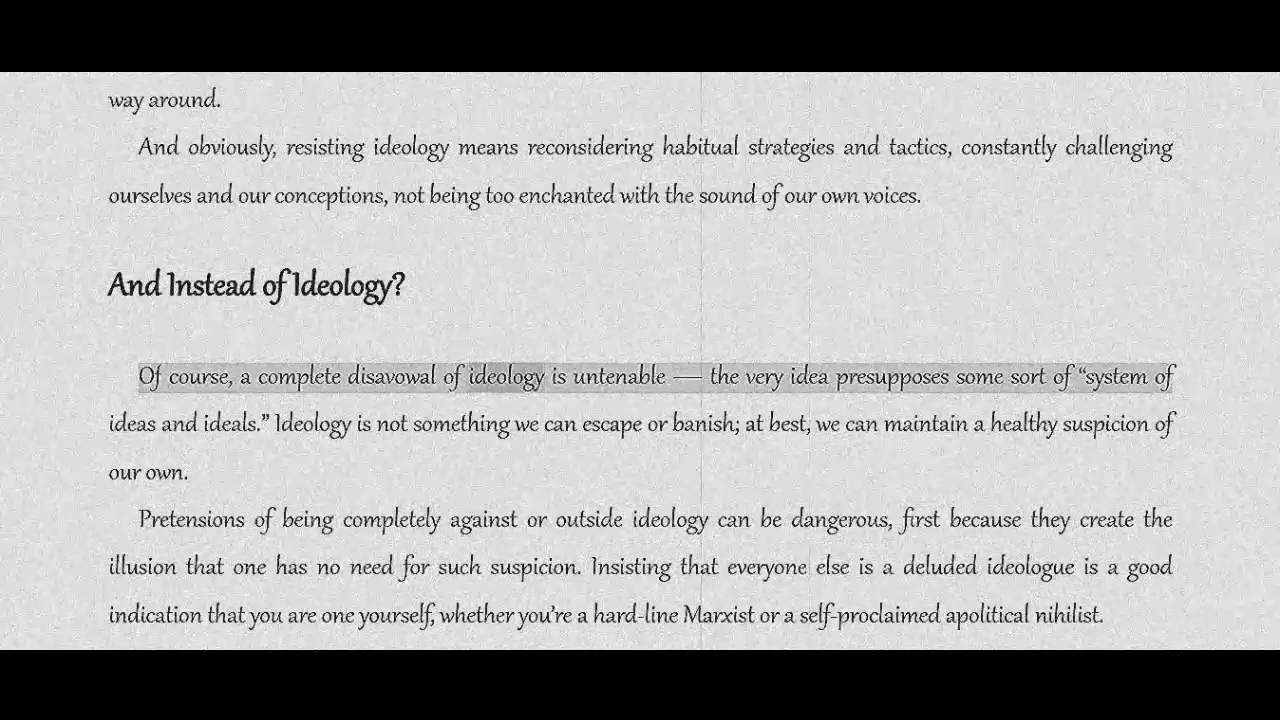 way around.
And obviously, resisting ideology means reconsidering habitual strategies and tactics, constantly challenging
ourselves and our conceptions, not being too enchanted with the sound of our own voices.
And Instead of Ideology?
Of course, a complete disavowal of ideology is untenable — the very idea presupposes some sort of “system of
ideas and ideals.” Ideology is not something we can escape or banish; at best, we can maintain a healthy suspicion of
our own.
Pretensions of being completely against or outside ideology can be dangerous, first because they create the
illusion that one has no need for such suspicion. Insisting that everyone else is a deluded ideologue is a good
indication that you are one yourself, whether you’re a hard-line Marxist or a self-proclaimed apolitical nihilist.